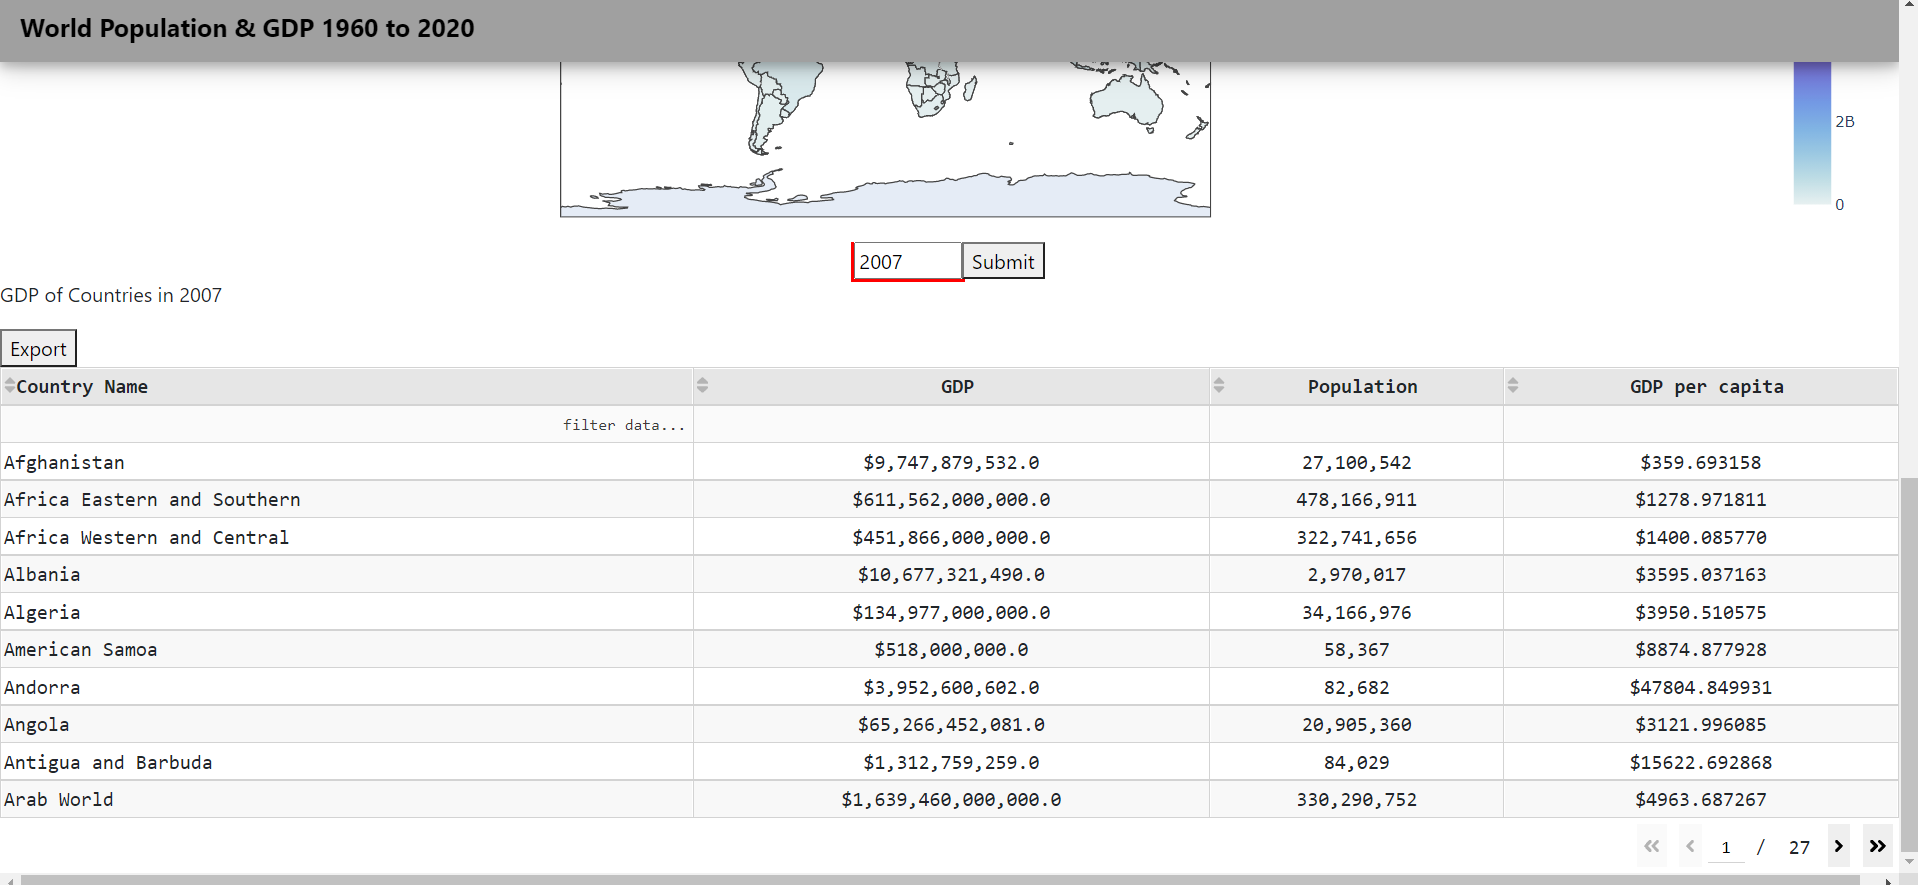 World Population & GDP 1960 to 2020
2B
0
2007 Submit
GDP of Countries in 2007
Export
Country Name GDP Population GDP per capita
filter data...
Afghanistan $9,747,879,532.0 27,100,542 $359.693158
Africa Eastern and Southern $611,562,000,000.0 478,166,911 $1278.971811
Africa Western and Central $451,866,000,000.0 322,741,656 $1400.085770
Albania $10,677,321,490.0 2,970,017 $3595.037163
Algeria $134,977,000,000.0 34,166,976 $3950.510575
American Samoa $518,000,000.0 58,367 $8874.877928
Andorra $3,952,600,602.0 82,682 $47804.849931
Angola $65,266,452,081.0 20,905,360 $3121.996085
Antigua and Barbuda $1,312,759,259.0 84,029 $15622.692868
Arab World $1,639,460,000,000.0 330,290,752 $4963.687267
1 / 27